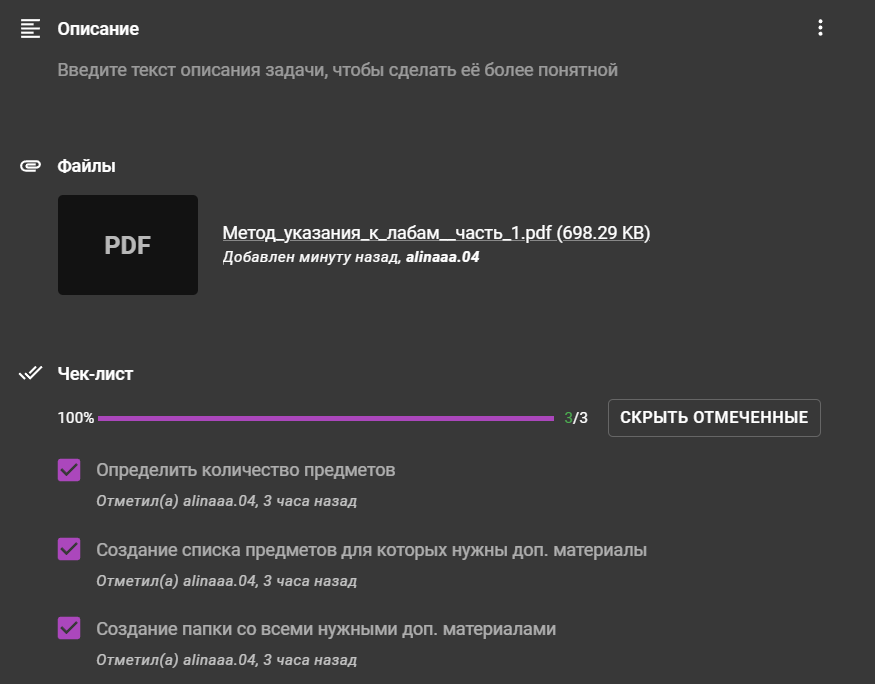 Описание
Введите текст описания задачи, чтобы сделать её более понятной
Файлы
PDF
Метод_указания_к_лабам__часть_1.pdf (698.29 KB)
Добавлен минуту назад, alinaaa.04
Чек-лист
100% 3/3 СКРЫТЬ ОТМЕЧЕННЫЕ
Определить количество предметов
Отметил(а) alinaaa.04, 3 часа назад
Создание списка предметов для которых нужны доп. материалы
Отметил(а) alinaaa.04, 3 часа назад
Создание папки со всеми нужными доп. материалами
Отметил(а) alinaaa.04, 3 часа назад